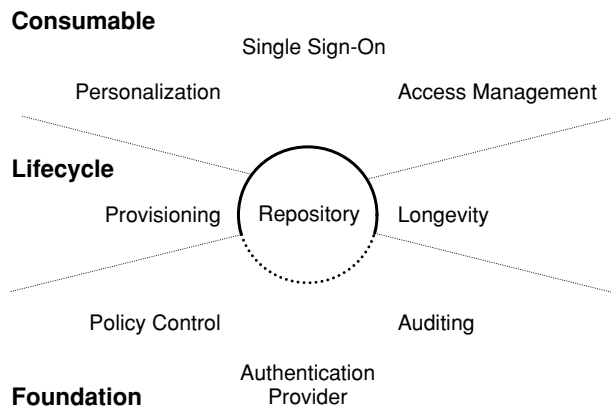 Consumable
Single Sign-On
Personalization
Access Management
Lifecycle
Provisioning
Repository
Longevity
Policy Control
Auditing
Authentication
Provider
Foundation